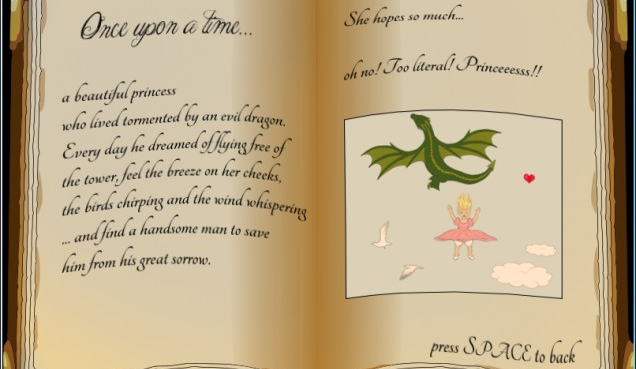 Once upon a time...
a beautiful princess
who lived tormented by an evil dragon.
Every day he dreamed of flying free of
the tower, feel the breeze on her cheeks,
the birds chirping and the wind whispering
... and find a handsome man to save
him from his great sorrow.
She hopes so much...
oh no! Too literal! Princeeesss!!
press SPACE to back